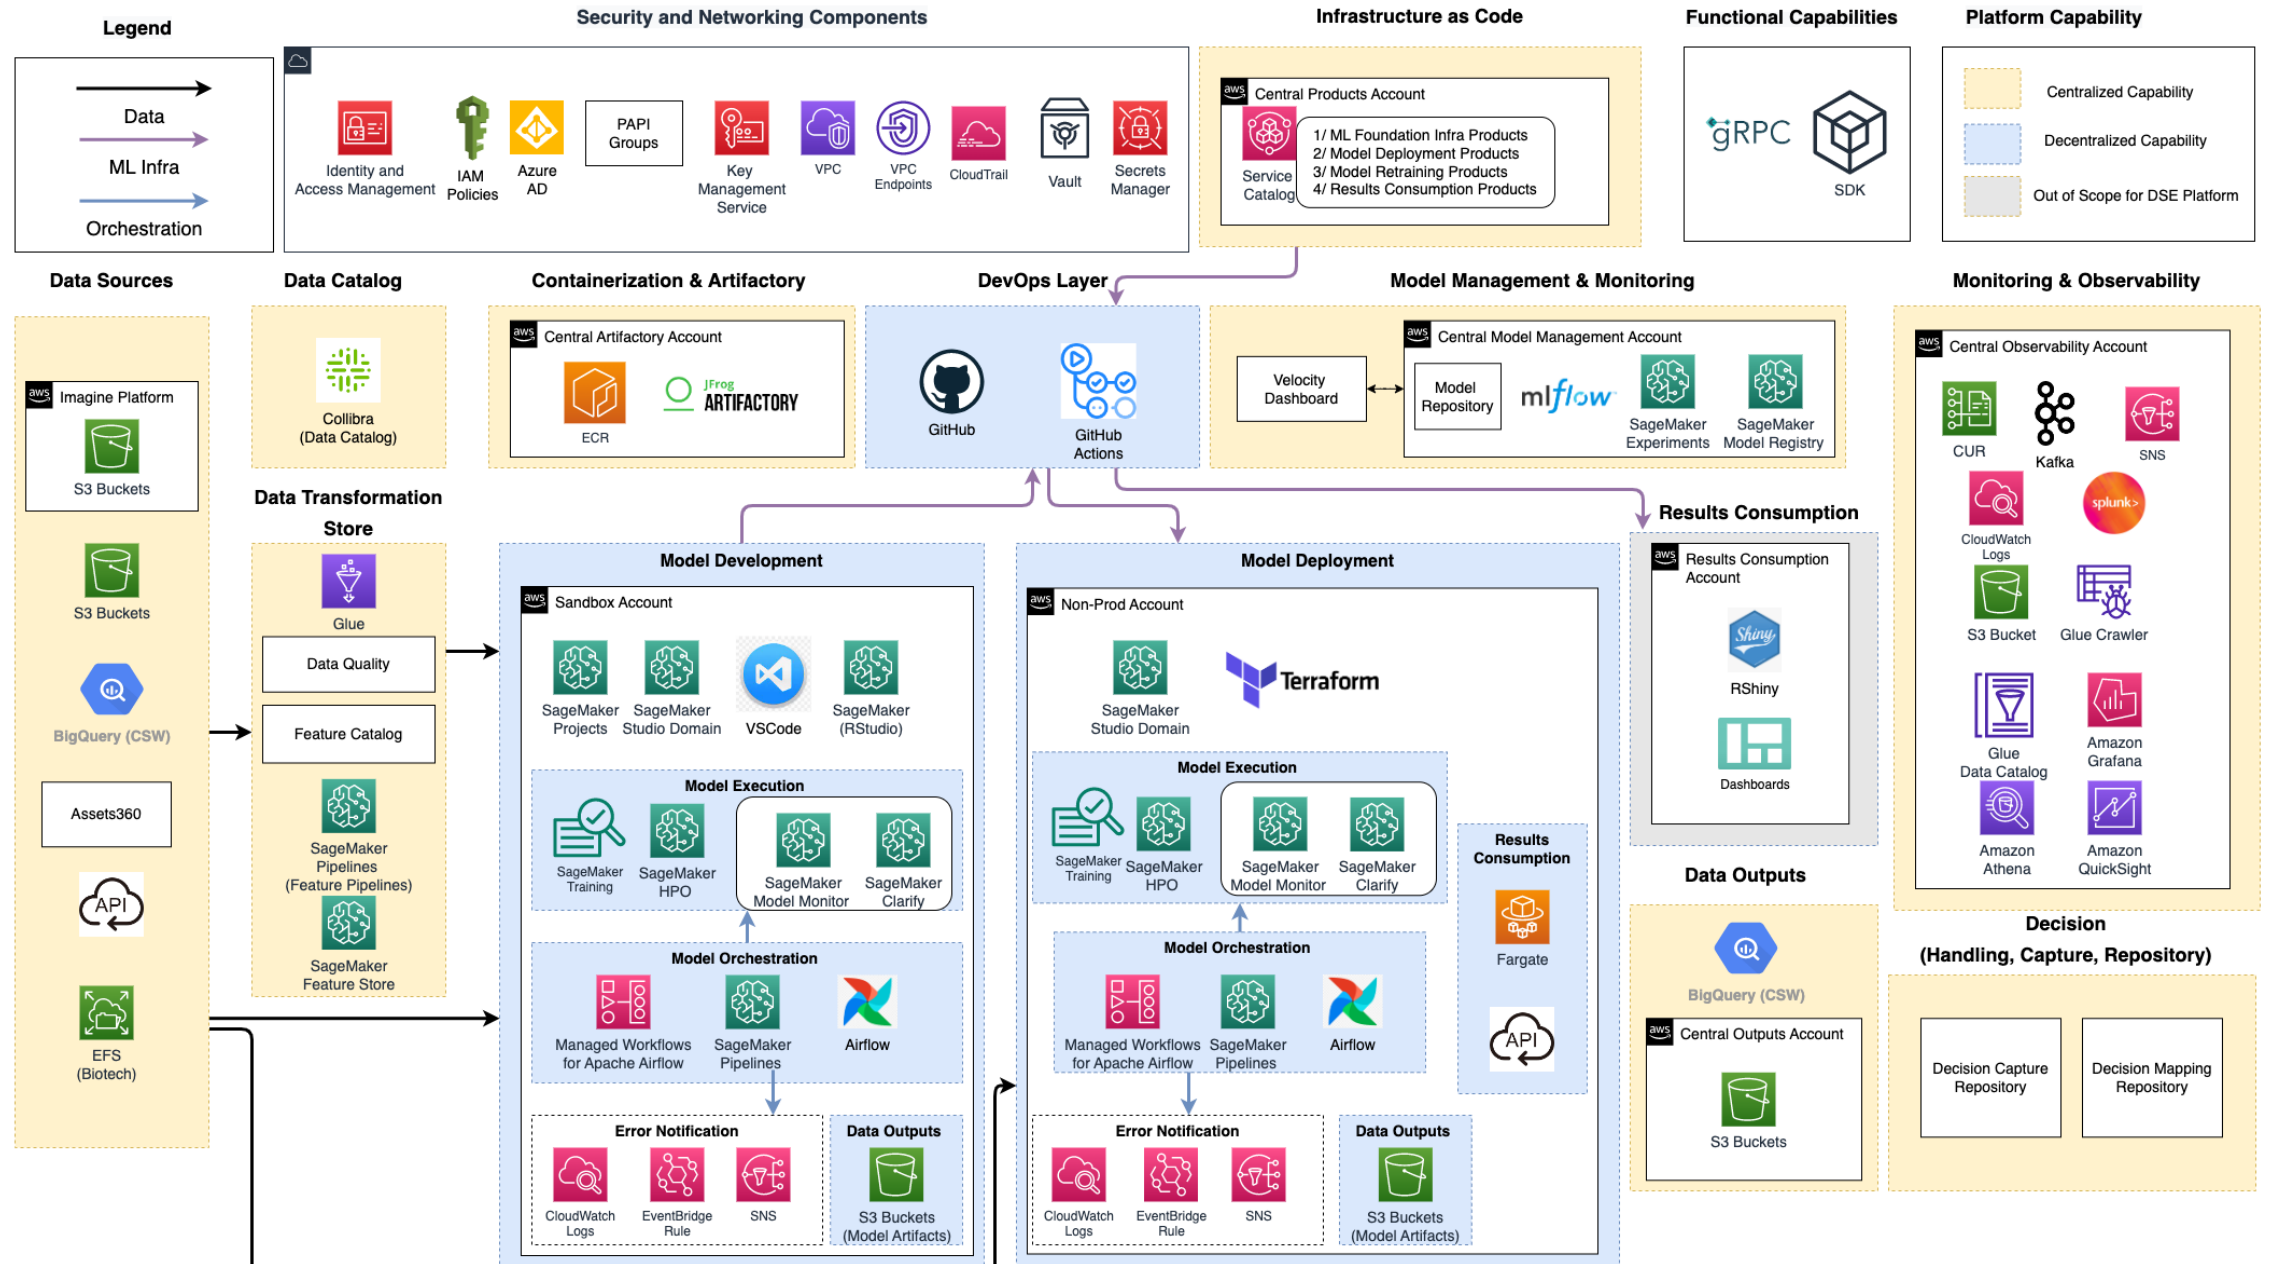 Legend
Data
ML Infra
Orchestration
Security and Networking Components
Identity and
Access Management
IAM
Policies
Azure
AD
PAPI
Groups
Key
Management
Service
VPC
VPC
Endpoints
CloudTrail
Vault
Secrets
Manager
Infrastructure as Code
aws
Central Products Account
Service
Catalog
1/ ML Foundation Infra Products
2/ Model Deployment Products
3/ Model Retraining Products
4/ Results Consumption Products
Functional Capabilities
gRPC
SDK
Platform Capability
Centralized Capability
Decentralized Capability
Out of Scope for DSE Platform
Data Sources
aws
Imagine Platform
S3 Buckets
S3 Buckets
BigQuery (CSW)
Assets360
API
EFS
(Biotech)
Data Catalog
Collibra
(Data Catalog)
Data Transformation
Store
Glue
Data Quality
Feature Catalog
SageMaker
Pipelines
(Feature Pipelines)
SageMaker
Feature Store
Containerization & Artifactory
aws
Central Artifactory Account
ECR
JFrog
ARTIFACTORY
DevOps Layer
GitHub
GitHub
Actions
Model Management & Monitoring
Velocity
Dashboard
aws
Central Model Management Account
Model
Repository
mlflow
SageMaker
Experiments
SageMaker
Model Registry
Monitoring & Observability
aws
Central Observability Account
CUR
Kafka
SNS
CloudWatch
Logs
splunk>
S3 Bucket
Glue Crawler
Glue
Data Catalog
Amazon
Grafana
Amazon
Athena
Amazon
QuickSight
Model Development
aws
Sandbox Account
SageMaker
Projects
SageMaker
Studio Domain
VSCode
SageMaker
(RStudio)
Model Execution
SageMaker
Training
SageMaker
HPO
SageMaker
Model Monitor
SageMaker
Clarify
Model Orchestration
Managed Workflows
for Apache Airflow
SageMaker
Pipelines
Airflow
Error Notification
CloudWatch
Logs
EventBridge
Rule
SNS
Data Outputs
S3 Buckets
(Model Artifacts)
Model Deployment
aws
Non-Prod Account
SageMaker
Studio Domain
Terraform
Model Execution
SageMaker
Training
SageMaker
HPO
SageMaker
Model Monitor
SageMaker
Clarify
Model Orchestration
Managed Workflows
for Apache Airflow
SageMaker
Pipelines
Airflow
Error Notification
CloudWatch
Logs
EventBridge
Rule
SNS
Data Outputs
S3 Buckets
(Model Artifacts)
Results
Consumption
Fargate
API
Results Consumption
aws
Results Consumption
Account
Shiny
RShiny
Dashboards
Data Outputs
BigQuery (CSW)
aws
Central Outputs Account
S3 Buckets
Decision
(Handling, Capture, Repository)
Decision Capture
Repository
Decision Mapping
Repository